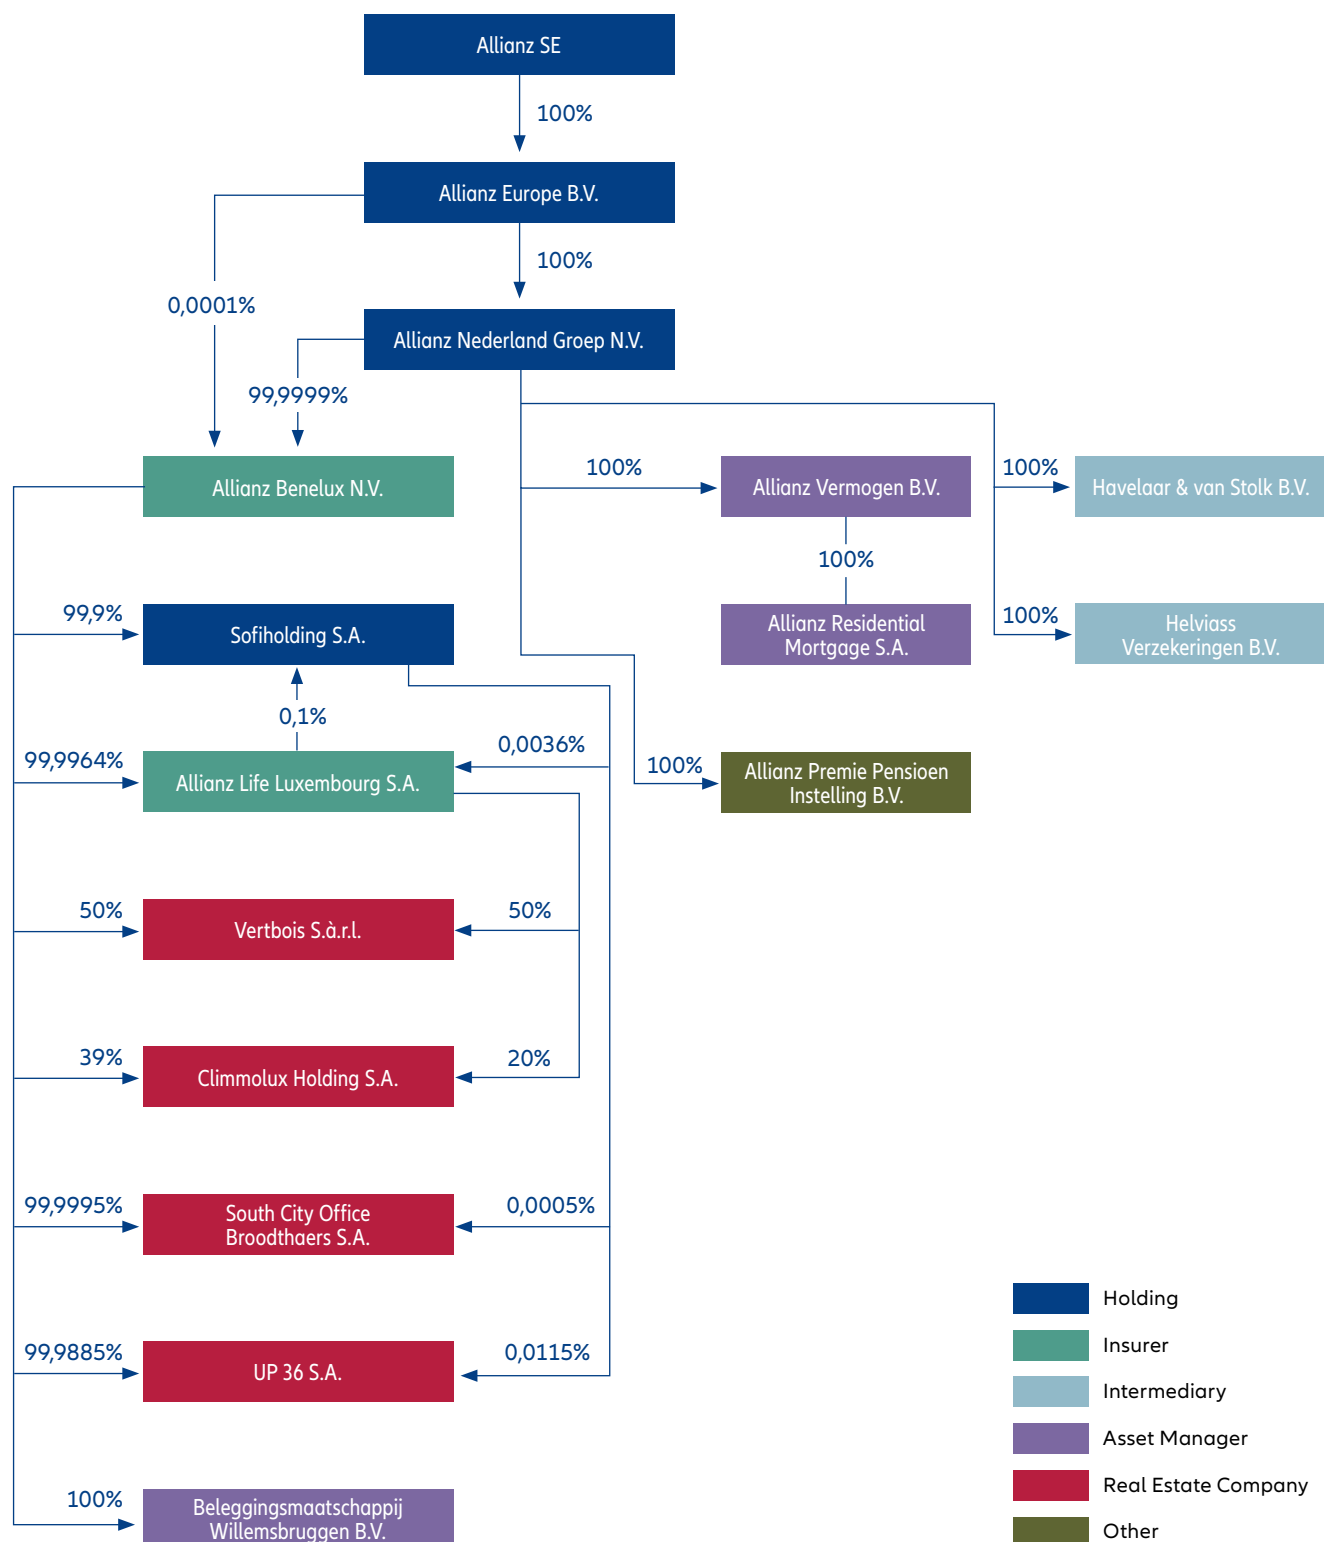 Allianz SE
100%
Allianz Europe B.V.
100%
0,0001%
Allianz Nederland Groep N.V.
99,9999%
Allianz Benelux N.V.
100%
Allianz Vermogen B.V.
100%
Havelaar & van Stolk B.V.
100%
99,9%
Sofiholding S.A.
Allianz Residential
Mortgage S.A.
100%
Helviass
Verzekeringen B.V.
0,1%
99,9964%
Allianz Life Luxembourg S.A.
0,0036%
100%
Allianz Premie Pensioen
Instelling B.V.
50%
Vertbois S.à.r.l.
50%
39%
Climmolux Holding S.A.
20%
99,9995%
South City Office
Broodthaers S.A.
0,0005%
99,9885%
UP 36 S.A.
0,0115%
100%
Beleggingsmaatschappij
Willemsbruggen B.V.
Holding
Insurer
Intermediary
Asset Manager
Real Estate Company
Other